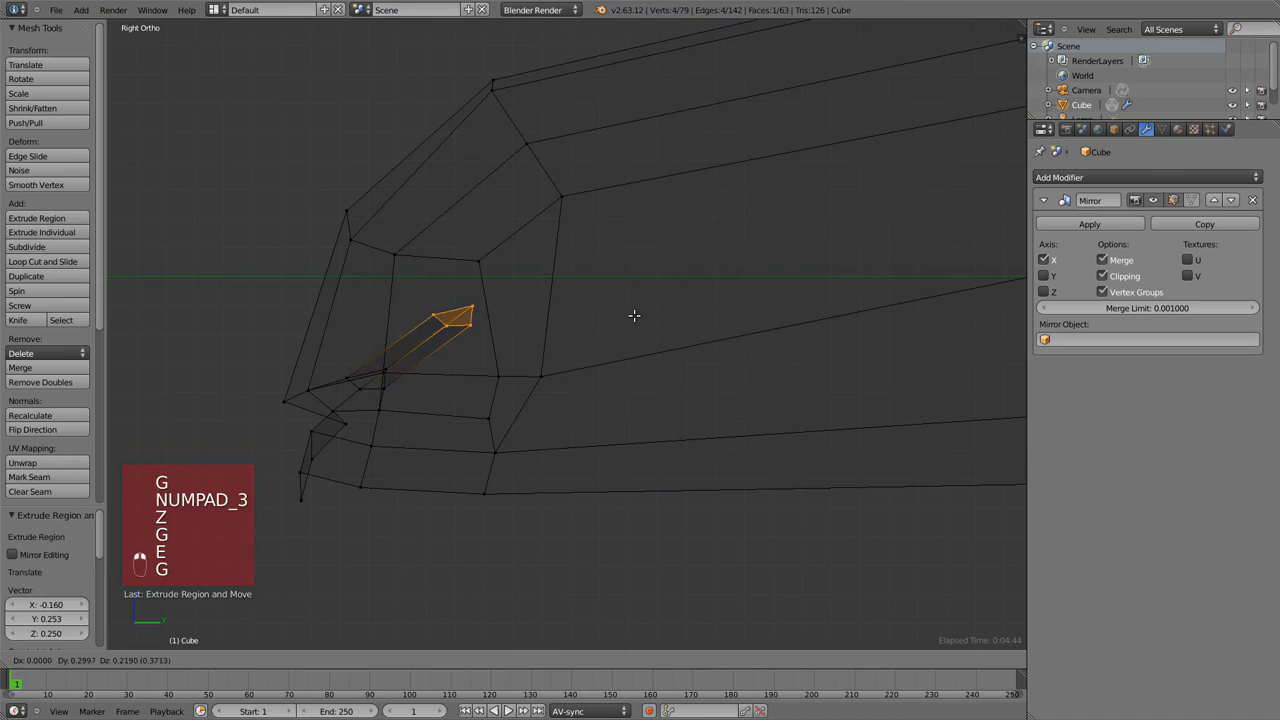 File Add Render Window Help Default Scene Blender Render v2.63.12 | Verts:4/79 | Edges:4/142 | Faces:1/63 | Tris:126 | Cube
Mesh Tools
Transform:
Translate
Rotate
Scale
Shrink/Fatten
Push/Pull
Deform:
Edge Slide
Noise
Smooth Vertex
Add:
Extrude Region
Extrude Individual
Subdivide
Loop Cut and Slide
Duplicate
Spin
Screw
Knife Select
Remove:
Delete
Merge
Remove Doubles
Normals:
Recalculate
Flip Direction
UV Mapping:
Unwrap
Mark Seam
Clear Seam
Extrude Region an
Extrude Region
Mirror Editing
Translate
Vector
X: -0.160
Y: 0.253
Z: 0.250
Right Ortho
G
NUMPAD_3
Z
G
E
G
Last: Extrude Region and Move
y
(1) Cube
Elapsed Time: 0:04:44
Dx: 0.0000 Dy: 0.2997 Dz: 0.2190 (0.3713)
View Search All Scenes
Scene
RenderLayers
World
Camera
Cube
Cube
Add Modifier
Mirror
Apply Copy
Axis: Options: Textures:
X Merge U
Y Clipping V
Z Vertex Groups
Merge Limit: 0.001000
Mirror Object:
1
10 20 30 40 50 60 70 80 90 100 110 120 130 140 150 160 170 180 190 200 210 220 230 240 250
View Marker Frame Playback Start: 1 End: 250 1 AV-sync